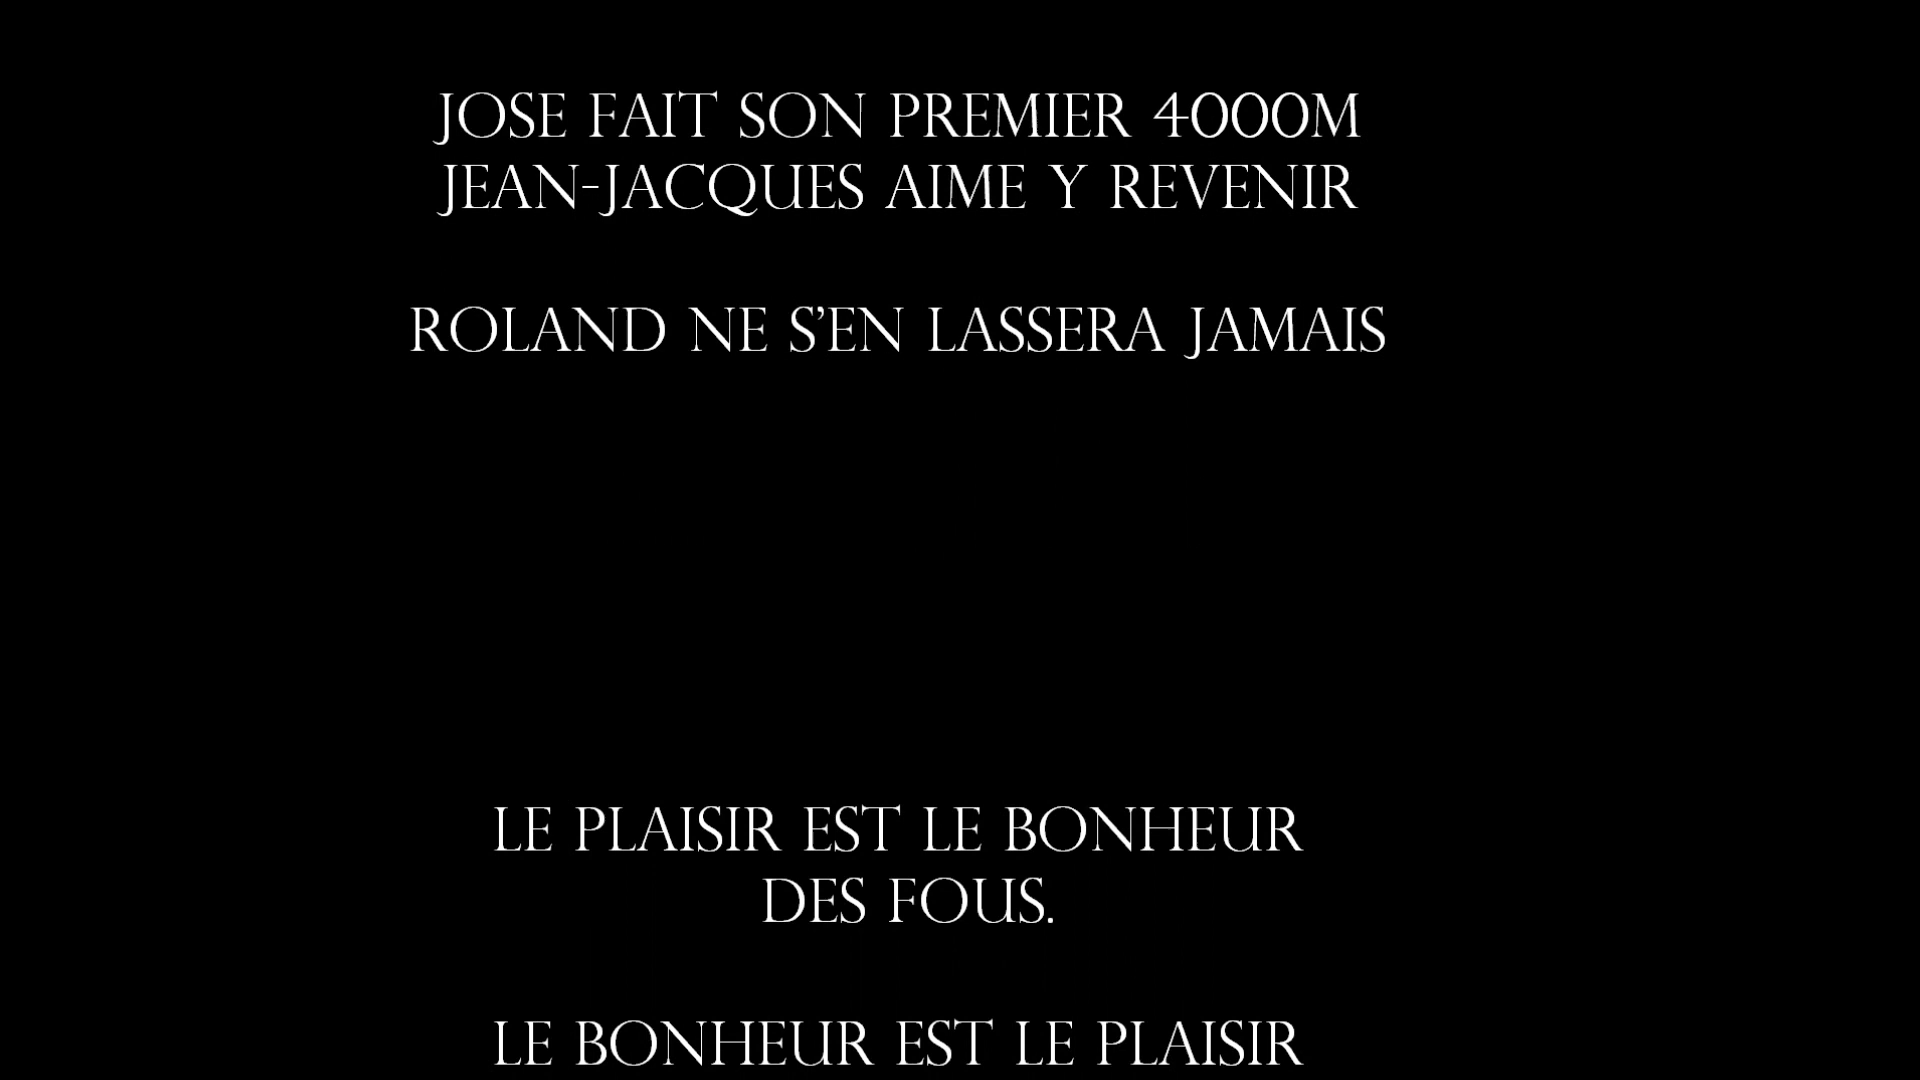 JOSE FAIT SON PREMIER 4000M
JEAN-JACQUES AIME Y REVENIR
ROLAND NE S'EN LASSERA JAMAIS
LE PLAISIR EST LE BONHEUR
DES FOUS.
LE BONHEUR EST LE PLAISIR